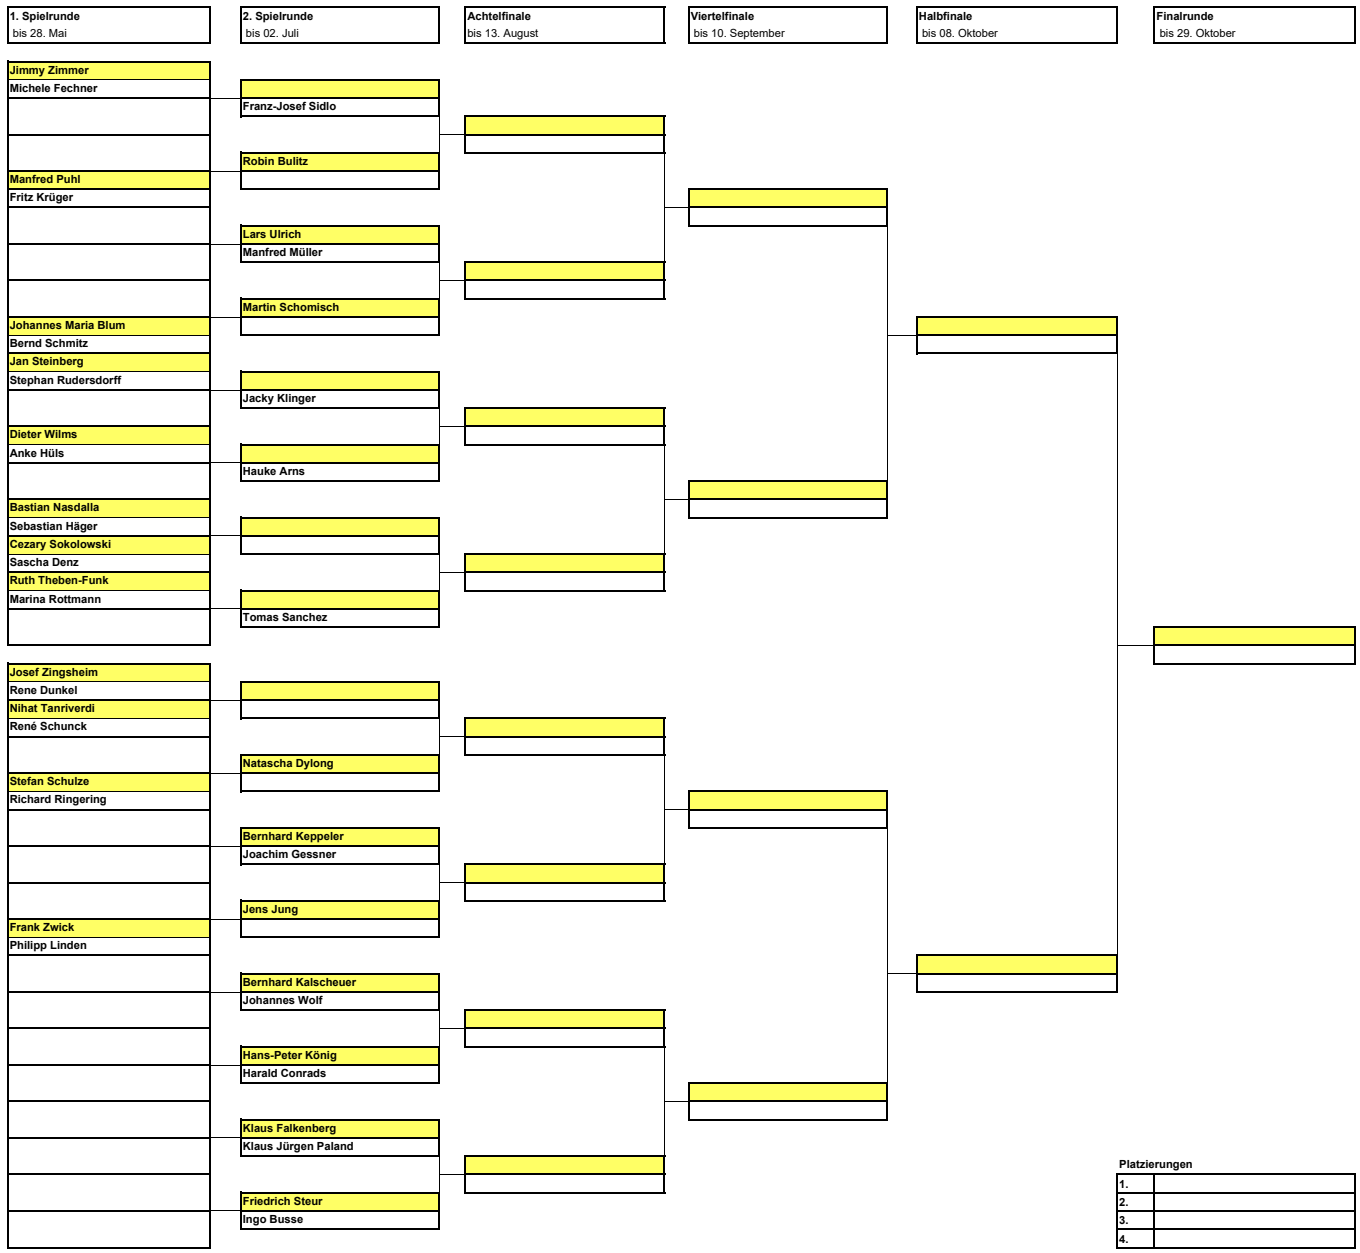 1. Spielrunde
bis 28. Mai
2. Spielrunde
bis 02. Juli
Achtelfinale
bis 13. August
Viertelfinale
bis 10. September
Halbfinale
bis 08. Oktober
Finalrunde
bis 29. Oktober
Jimmy Zimmer
Michele Fechner
Manfred Puhl
Fritz Krüger
Johannes Maria Blum
Bernd Schmitz
Jan Steinberg
Stephan Rudersdorff
Dieter Wilms
Anke Hüls
Bastian Nasdalla
Sebastian Häger
Cezary Sokolowski
Sascha Denz
Ruth Theben-Funk
Marina Rottmann
Josef Zingsheim
Rene Dunkel
Nihat Tanriverdi
René Schunck
Stefan Schulze
Richard Ringering
Frank Zwick
Philipp Linden
Franz-Josef Sidlo
Robin Bulitz
Lars Ulrich
Manfred Müller
Martin Schomisch
Jacky Klinger
Hauke Arns
Tomas Sanchez
Natascha Dylong
Bernhard Keppeler
Joachim Gessner
Jens Jung
Bernhard Kalscheuer
Johannes Wolf
Hans-Peter König
Harald Conrads
Klaus Falkenberg
Klaus Jürgen Paland
Friedrich Steur
Ingo Busse
Platzierungen
1.
2.
3.
4.